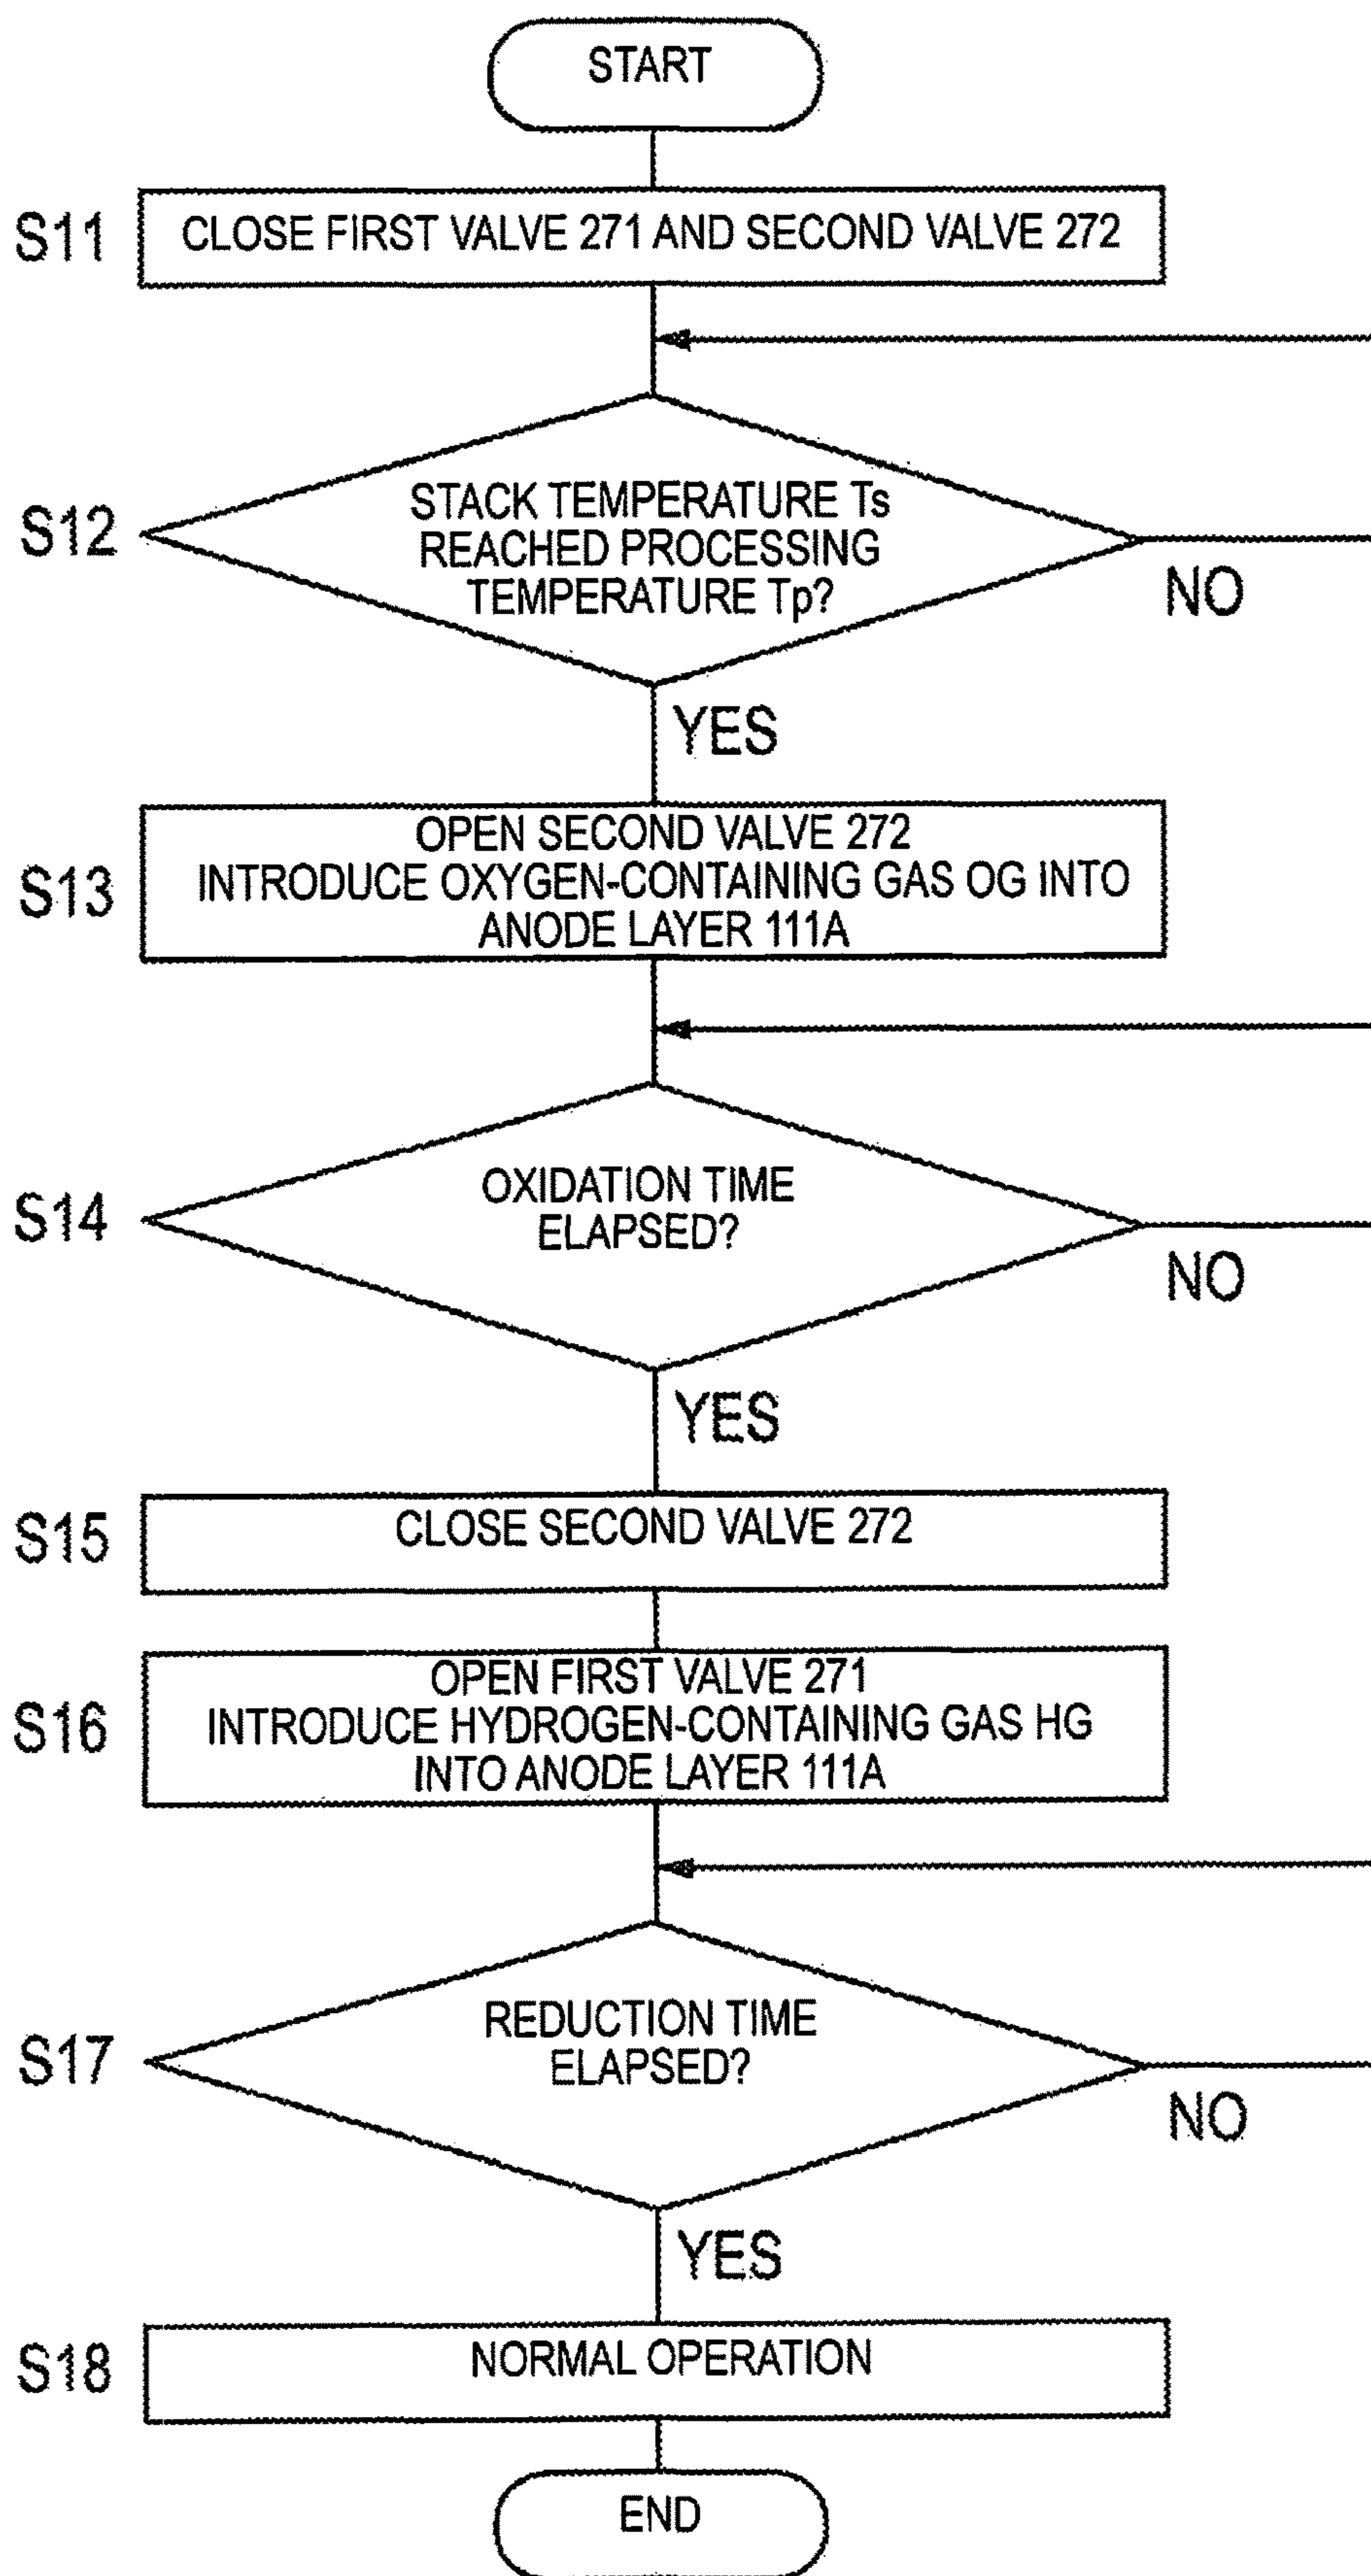 START
S11
CLOSE FIRST VALVE 271 AND SECOND VALVE 272
S12
STACK TEMPERATURE Ts
REACHED PROCESSING
TEMPERATURE Tp?
NO
YES
S13
OPEN SECOND VALVE 272
INTRODUCE OXYGEN-CONTAINING GAS OG INTO
ANODE LAYER 111A
S14
OXIDATION TIME
ELAPSED?
NO
YES
S15
CLOSE SECOND VALVE 272
S16
OPEN FIRST VALVE 271
INTRODUCE HYDROGEN-CONTAINING GAS HG
INTO ANODE LAYER 111A
S17
REDUCTION TIME
ELAPSED?
NO
YES
S18
NORMAL OPERATION
END